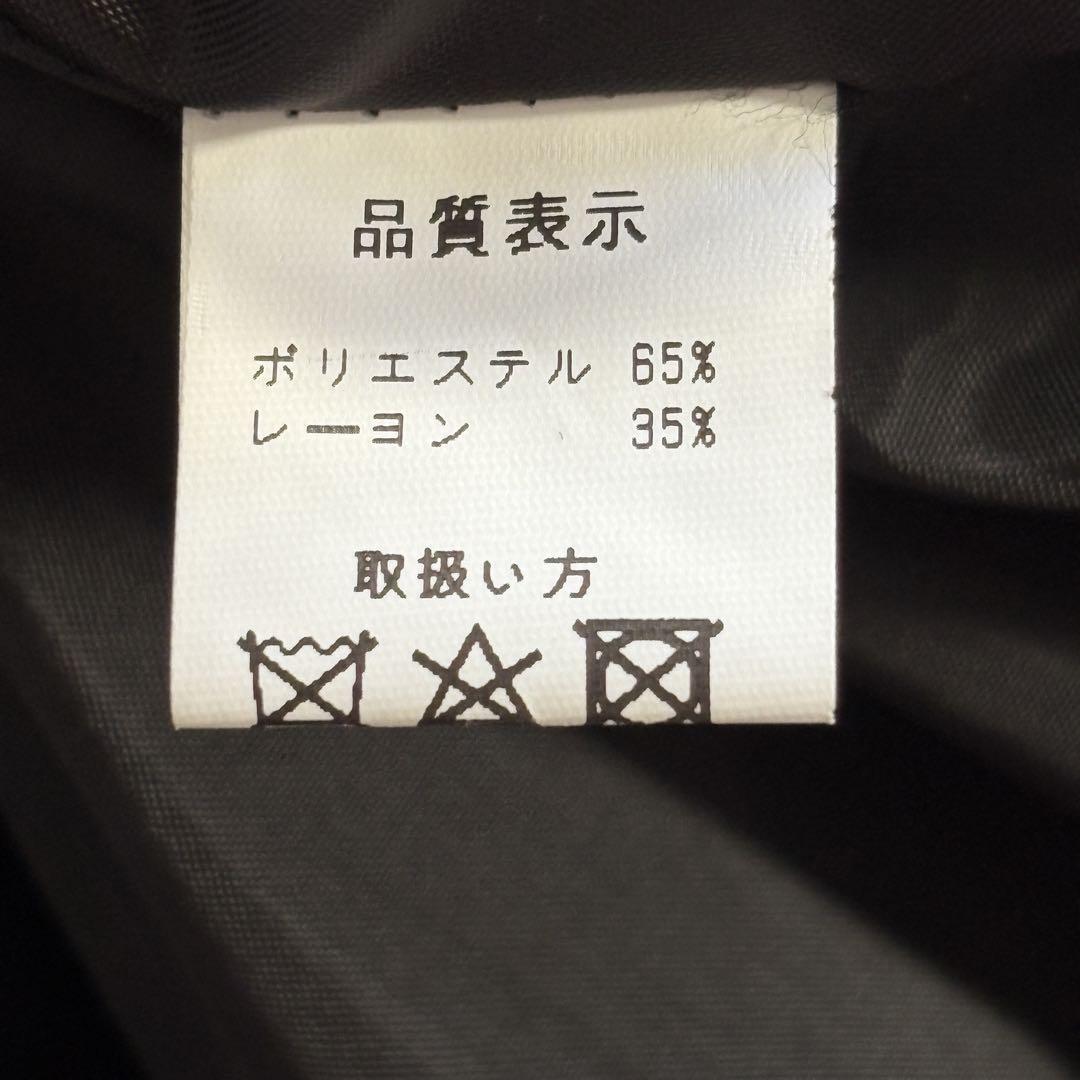 品質表示
ポリエステル 65%
レーヨン 35%
取扱い方